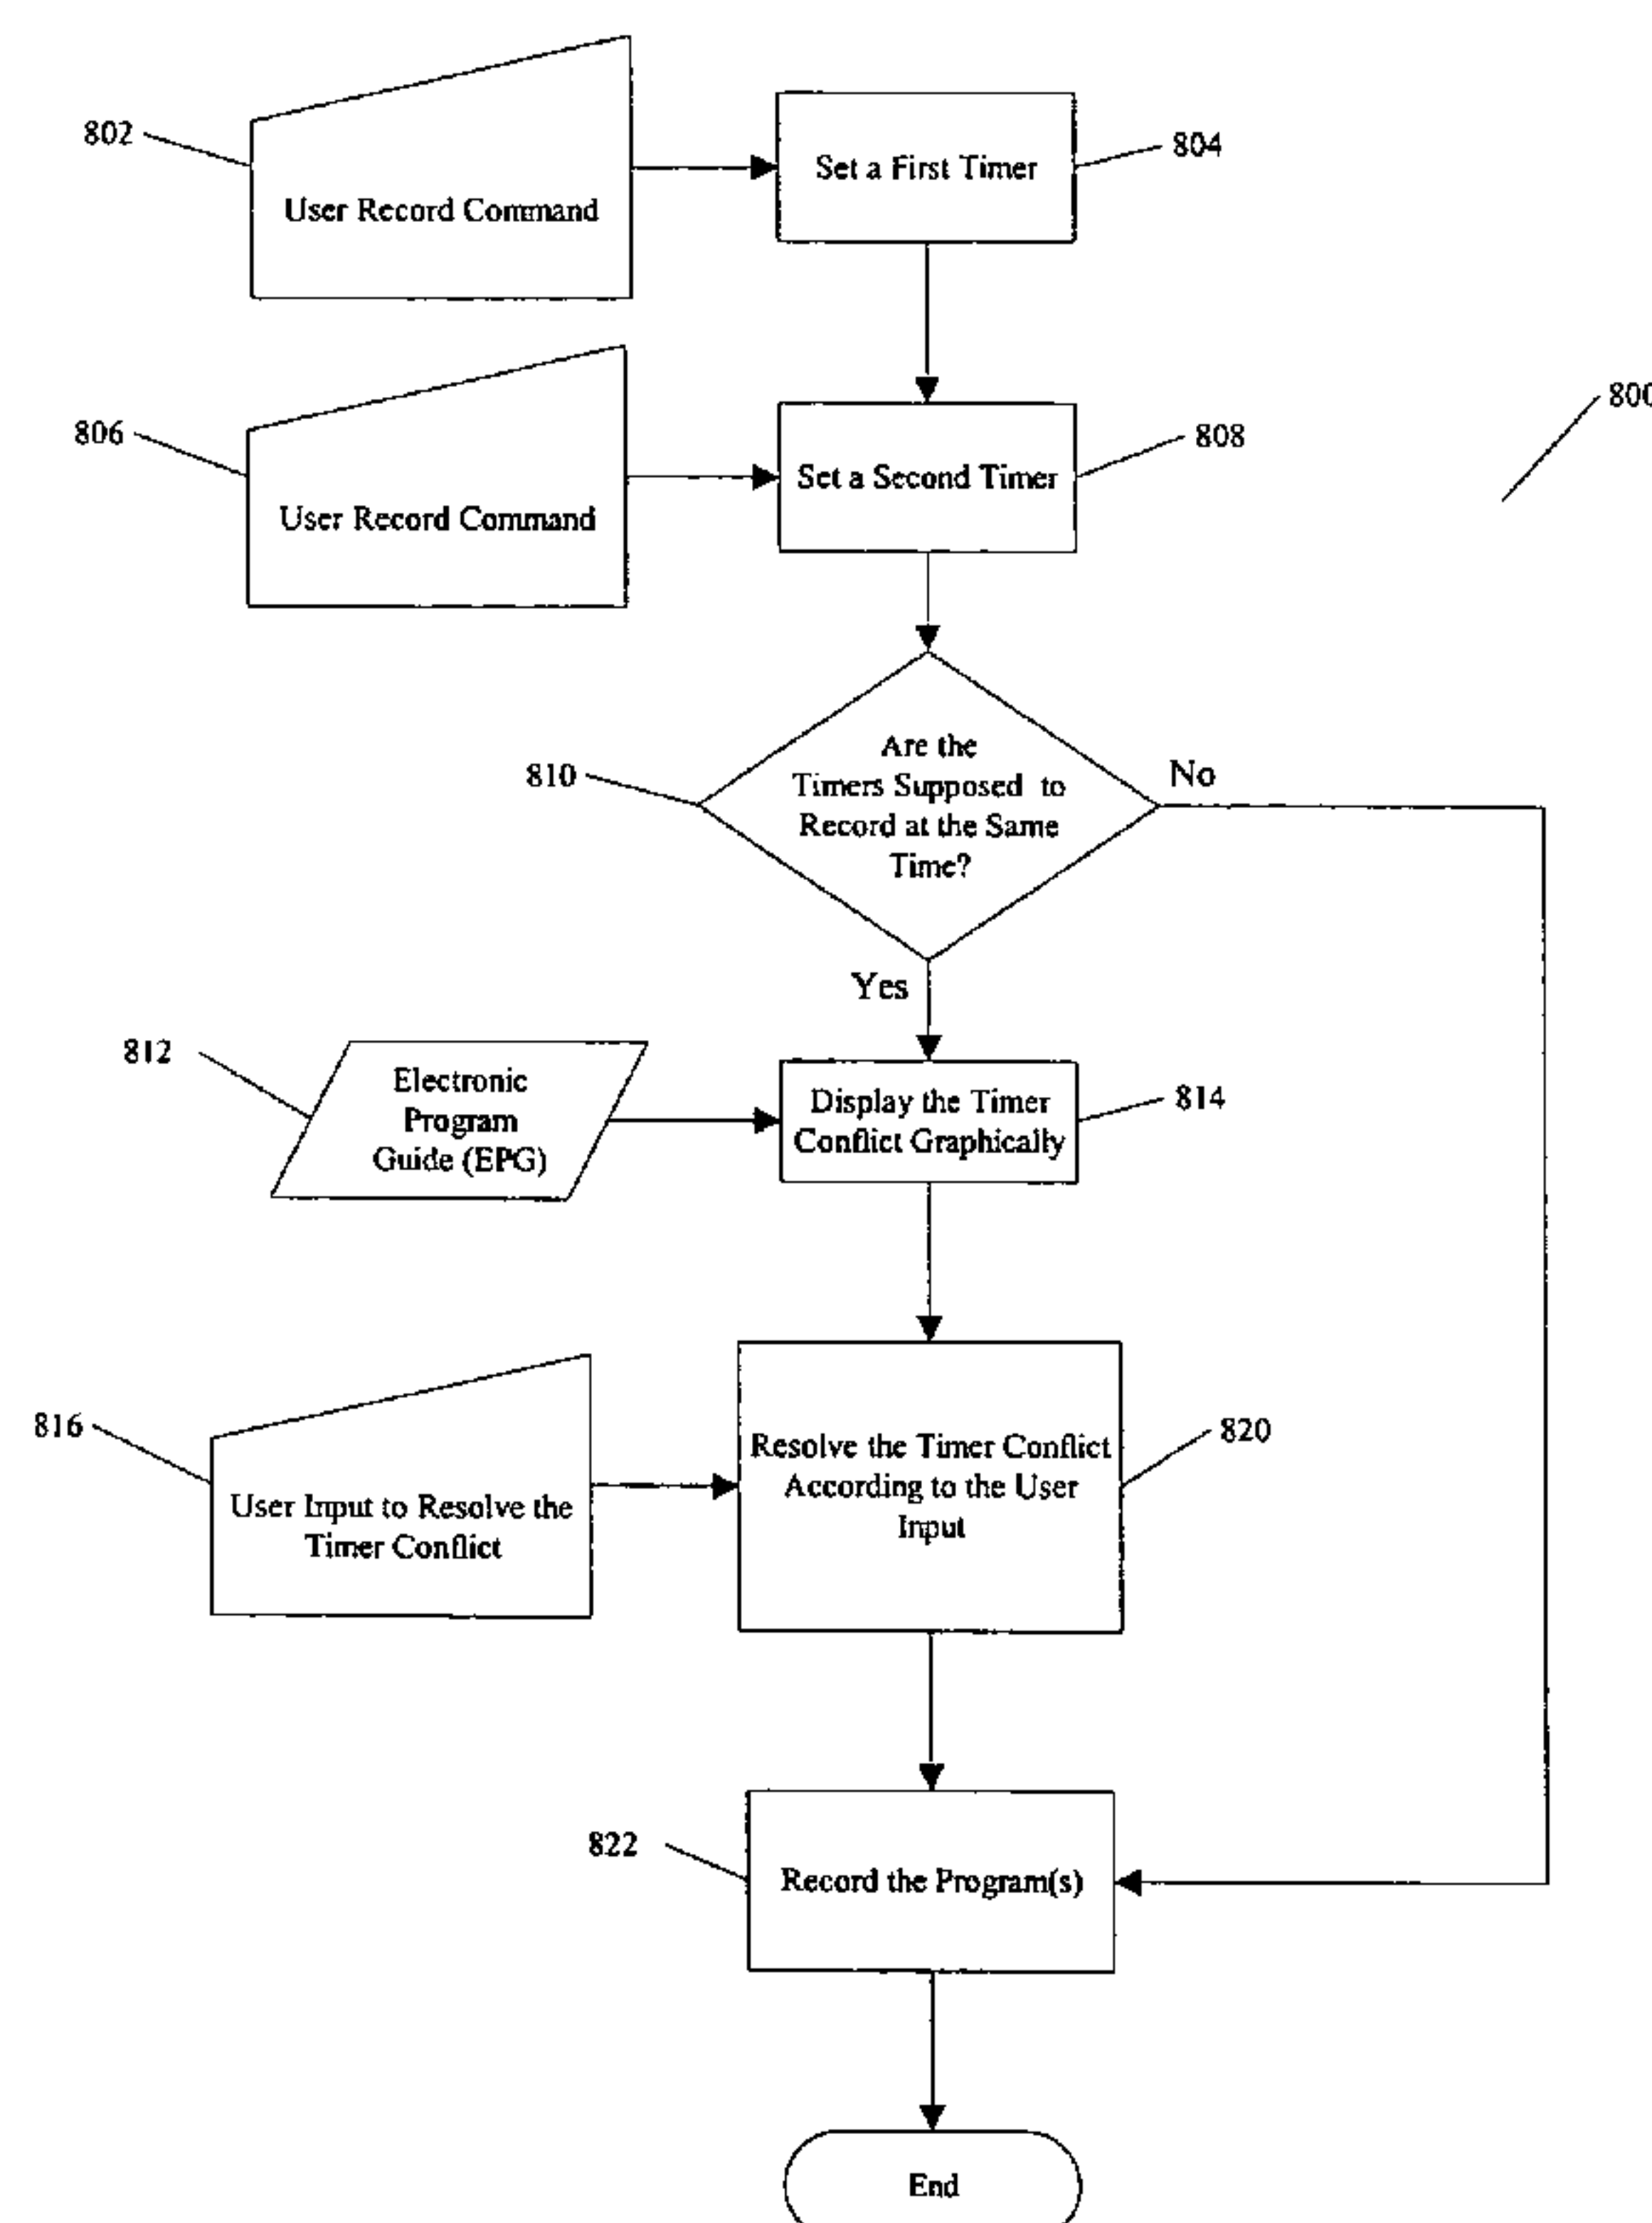 802
User Record Command
Set a First Timer
804
806
User Record Command
Set a Second Timer
808
800
810
Are the
Timers Supposed to
Record at the Same
Time?
No
Yes
812
Electronic
Program
Guide (EPG)
Display the Timer
Conflict Graphically
814
816
User Input to Resolve the
Timer Conflict
Resolve the Timer Conflict
According to the User
Input
820
822
Record the Program(s)
End